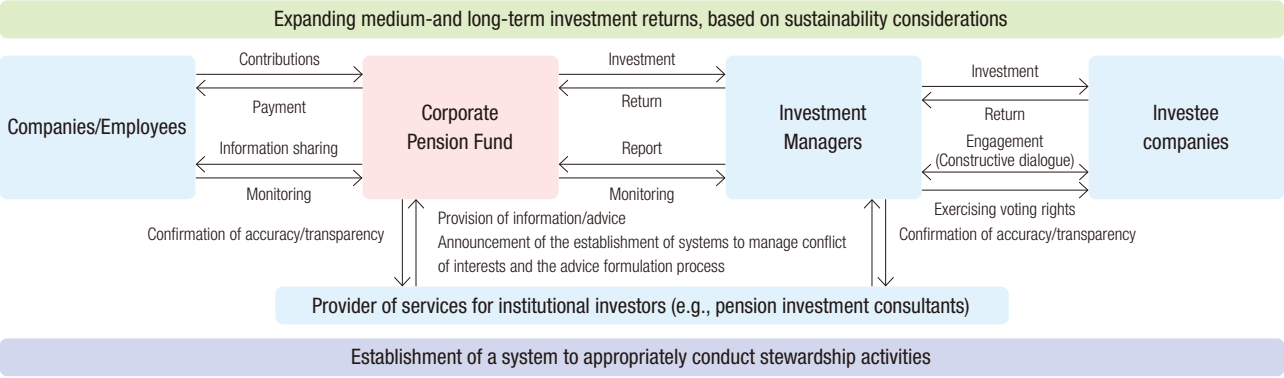 Expanding medium-and long-term investment returns, based on sustainability considerations
Companies/Employees
Contributions
Payment
Information sharing
Monitoring
Corporate
Pension Fund
Investment
Return
Report
Monitoring
Investment
Managers
Investment
Return
Engagement
(Constructive dialogue)
Exercising voting rights
Investee
companies
Confirmation of accuracy/transparency
Provision of information/advice
Announcement of the establishment of systems to manage conflict
of interests and the advice formulation process
Confirmation of accuracy/transparency
Provider of services for institutional investors (e.g., pension investment consultants)
Establishment of a system to appropriately conduct stewardship activities